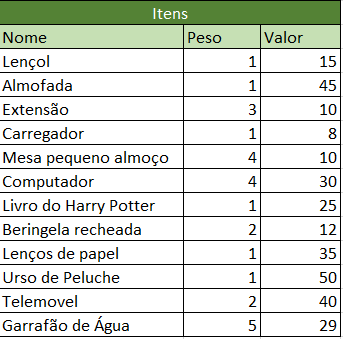 Itens
Nome Peso Valor
Lençol 1 15
Almofada 1 45
Extensão 3 10
Carregador 1 8
Mesa pequeno almoço 4 10
Computador 4 30
Livro do Harry Potter 1 25
Beringela recheada 2 12
Lenços de papel 1 35
Urso de Peluche 1 50
Telemovel 2 40
Garrafão de Água 5 29